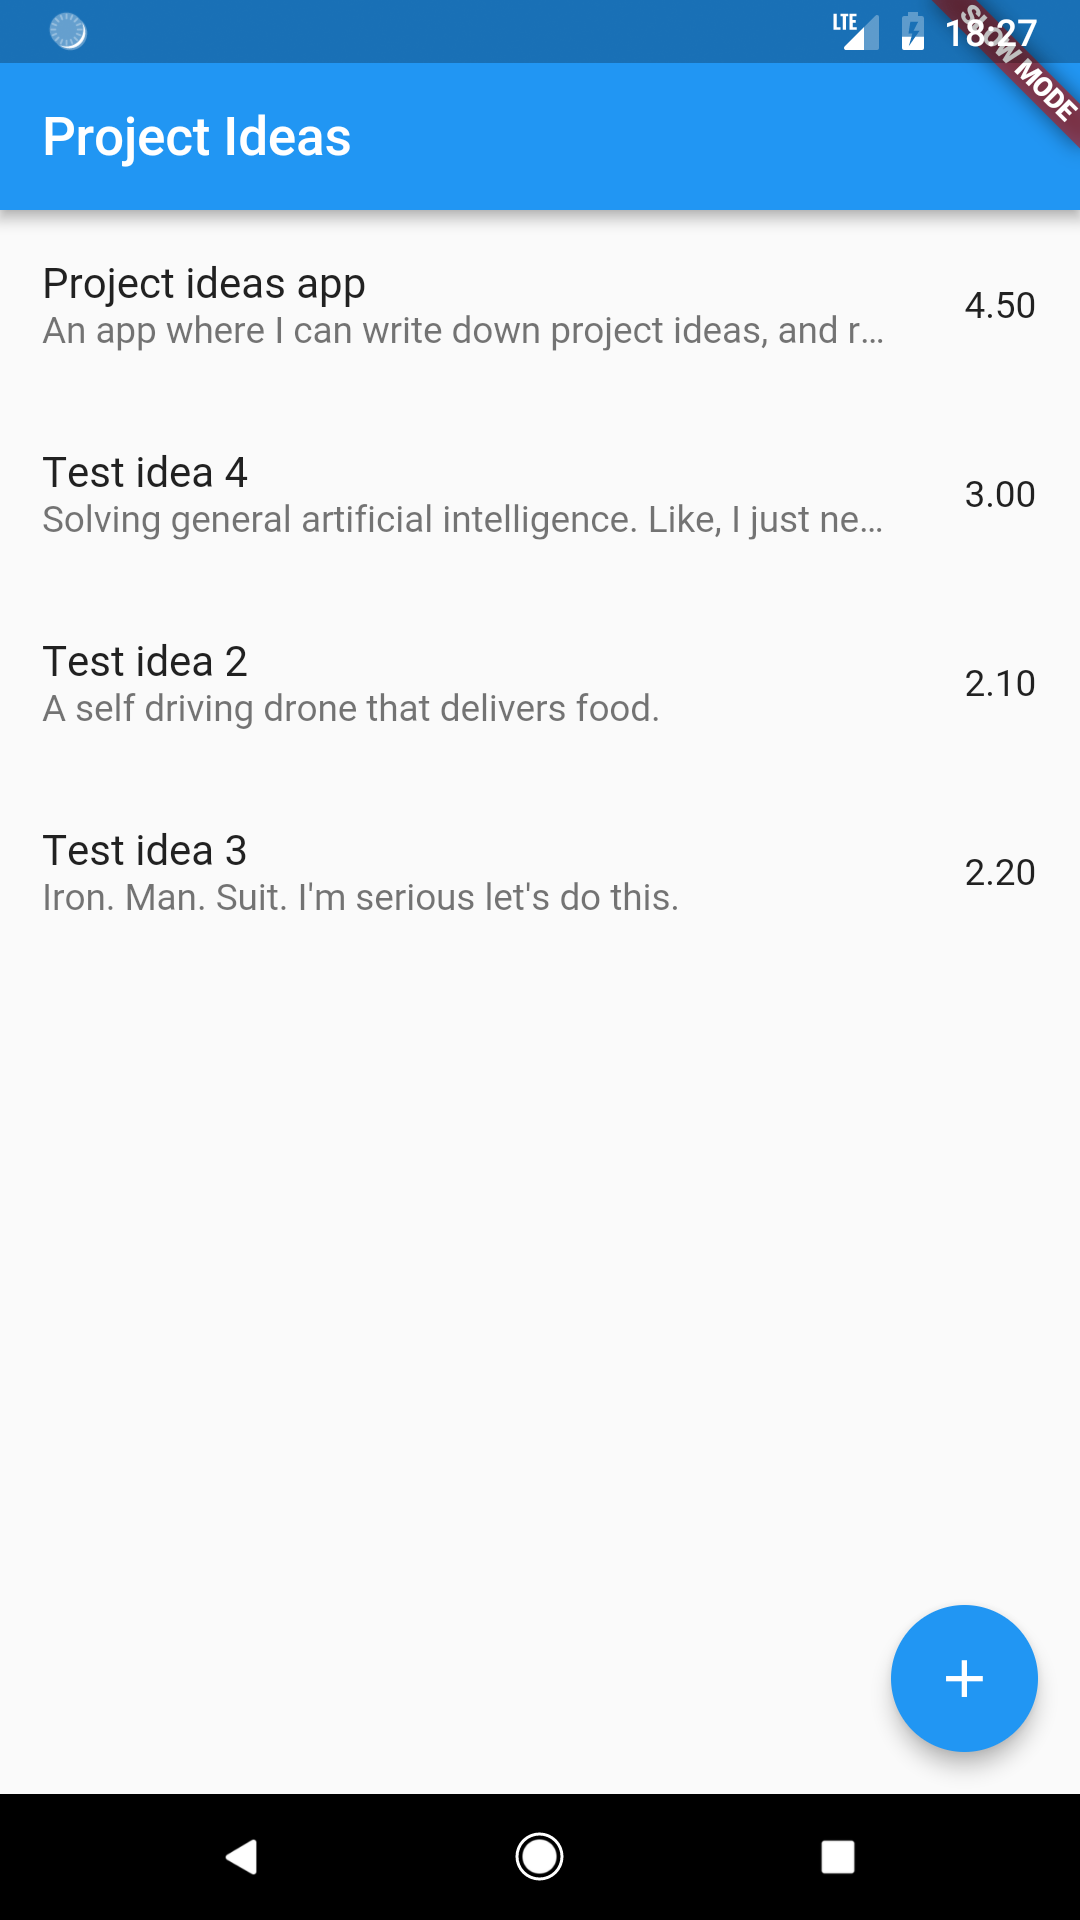 LTE
18:27
SLOW MODE
Project Ideas
Project ideas app
An app where I can write down project ideas, and r...
4.50
Test idea 4
Solving general artificial intelligence. Like, I just ne...
3.00
Test idea 2
A self driving drone that delivers food.
2.10
Test idea 3
Iron. Man. Suit. I'm serious let's do this.
2.20